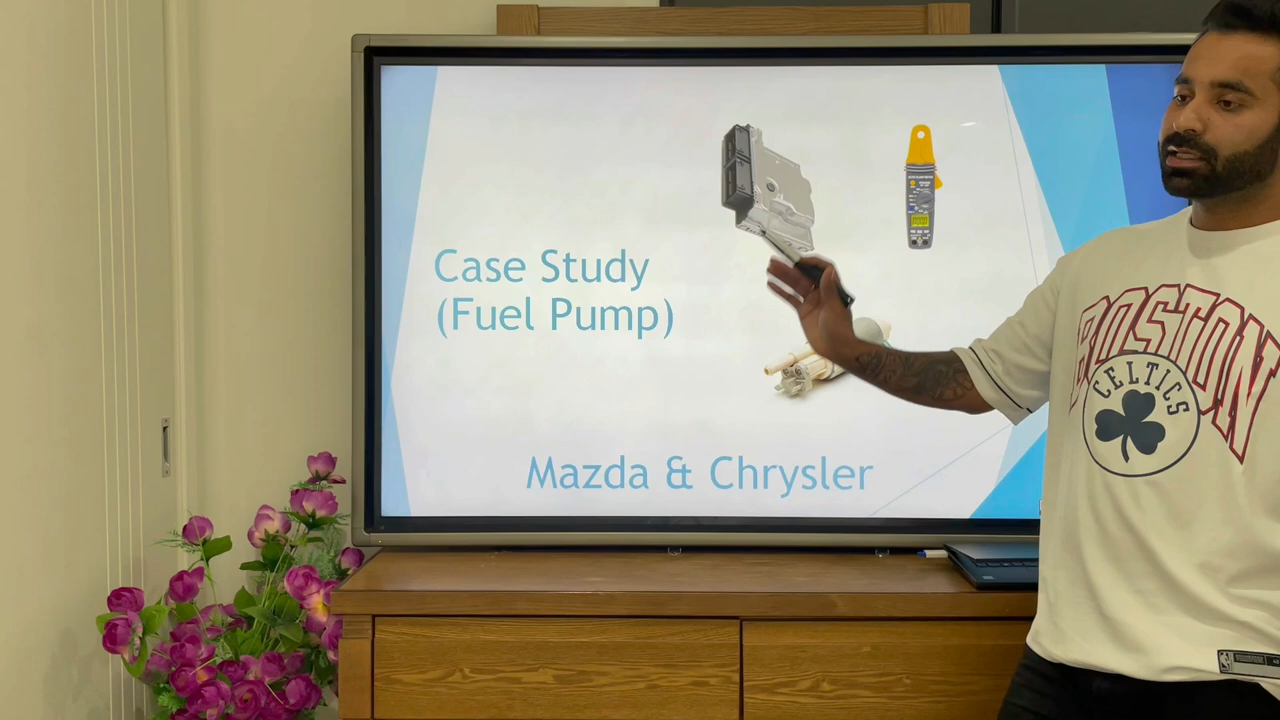 Case Study
(Fuel Pump)
Mazda & Chrysler
BOSTON
CELTICS